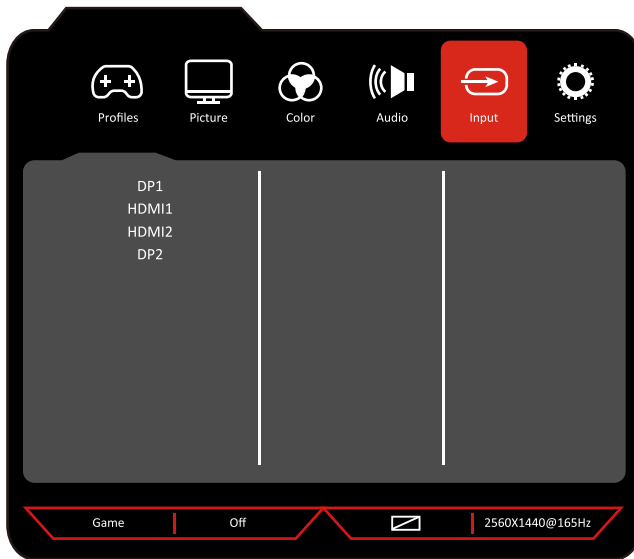 Profiles Picture Color Audio Input Settings
DP1
HDMI1
HDMI2
DP2
Game Off 2560X1440@165Hz